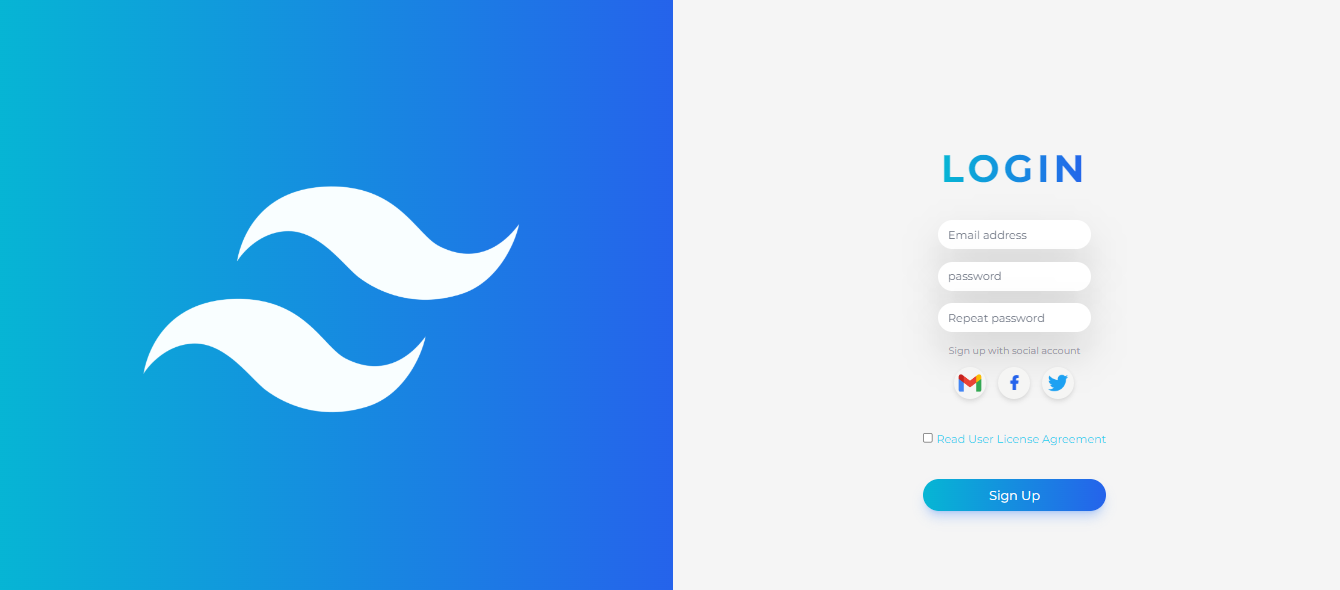 LOGIN
Email address
password
Repeat password
Sign up with social account
Read User License Agreement
Sign Up